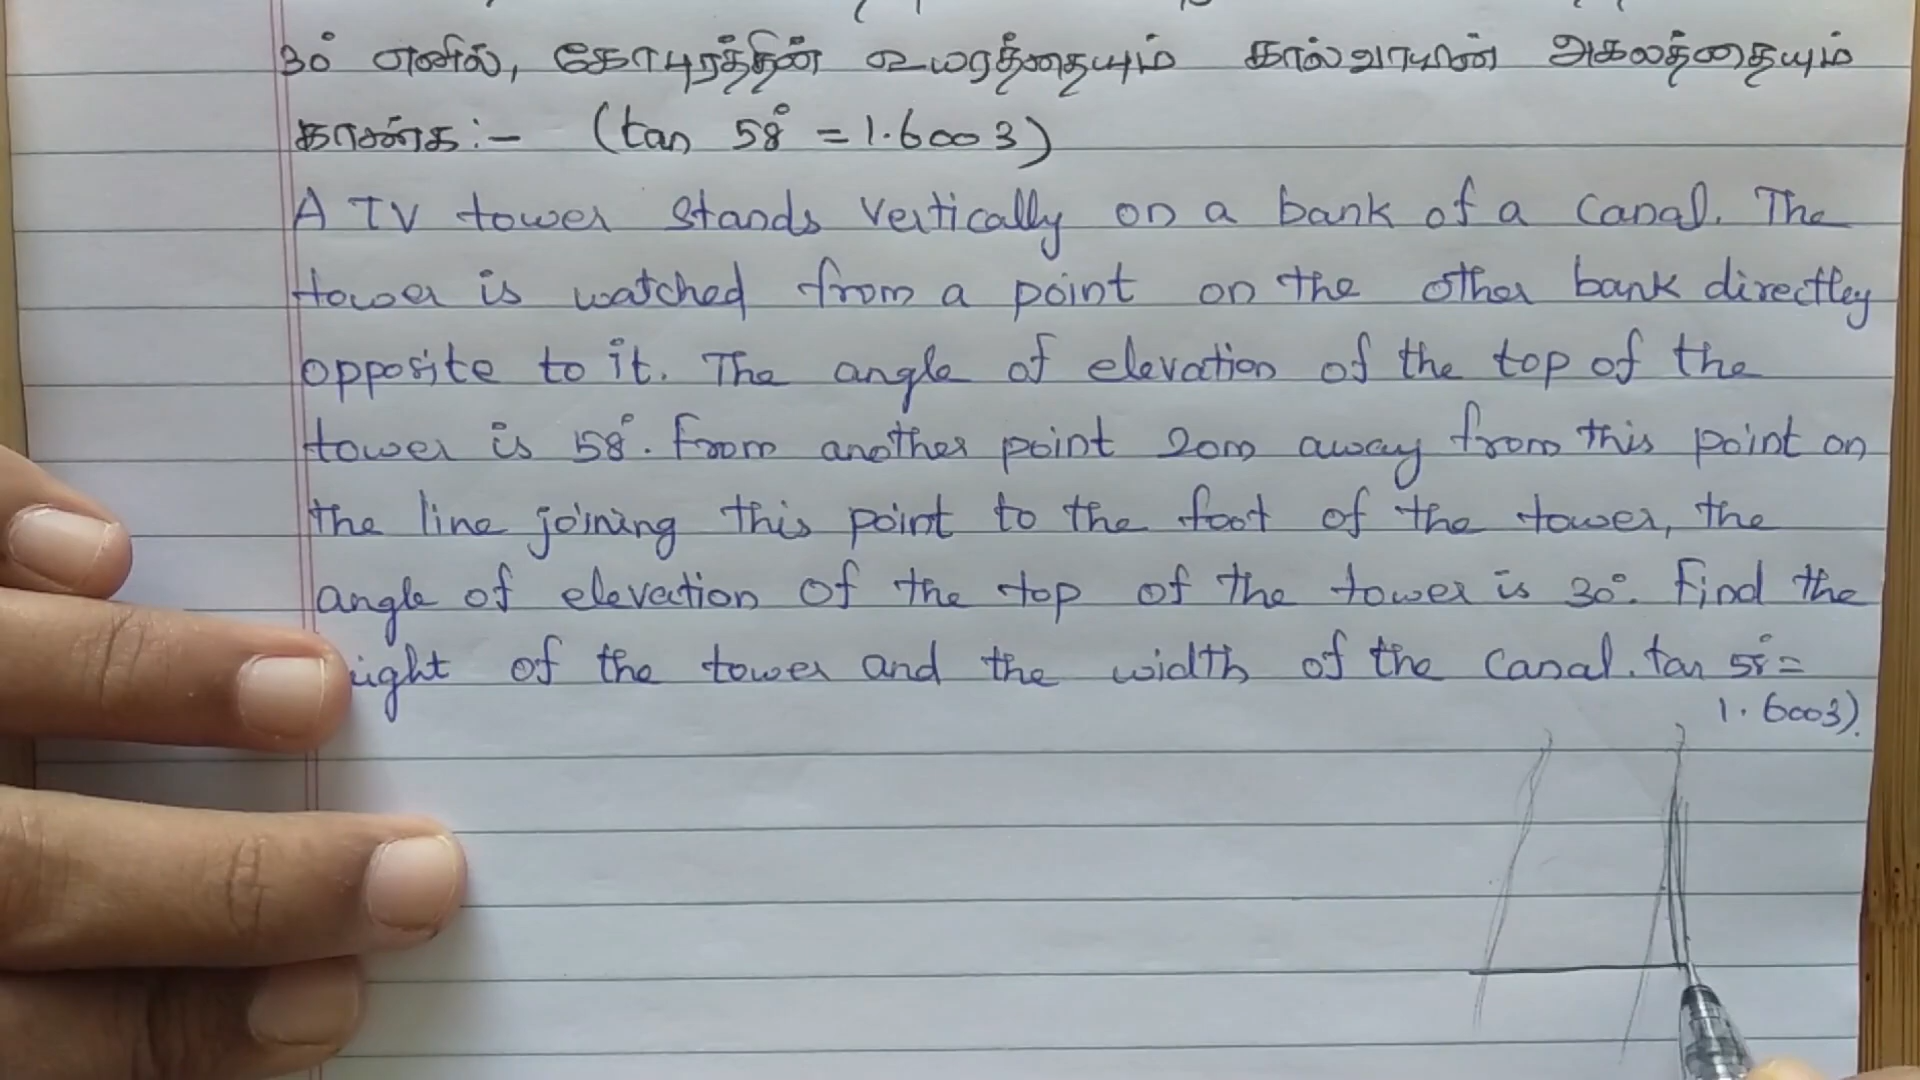 30° எனில், கோபுரத்தின் உயரத்தையும் கால்வாயின் அகலத்தையும்
காண்க:- (tan 58° = 1.6003)
A TV tower stands vertically on a bank of a canal. The
tower is watched from a point on the other bank directley
opposite to it. The angle of elevation of the top of the
tower is 58°. From another point 20m away from this point on
the line joining this point to the foot of the tower, the
angle of elevation of the top of the tower is 30°. Find the
ight of the tower and the width of the canal. tan 58° =
1.6003).